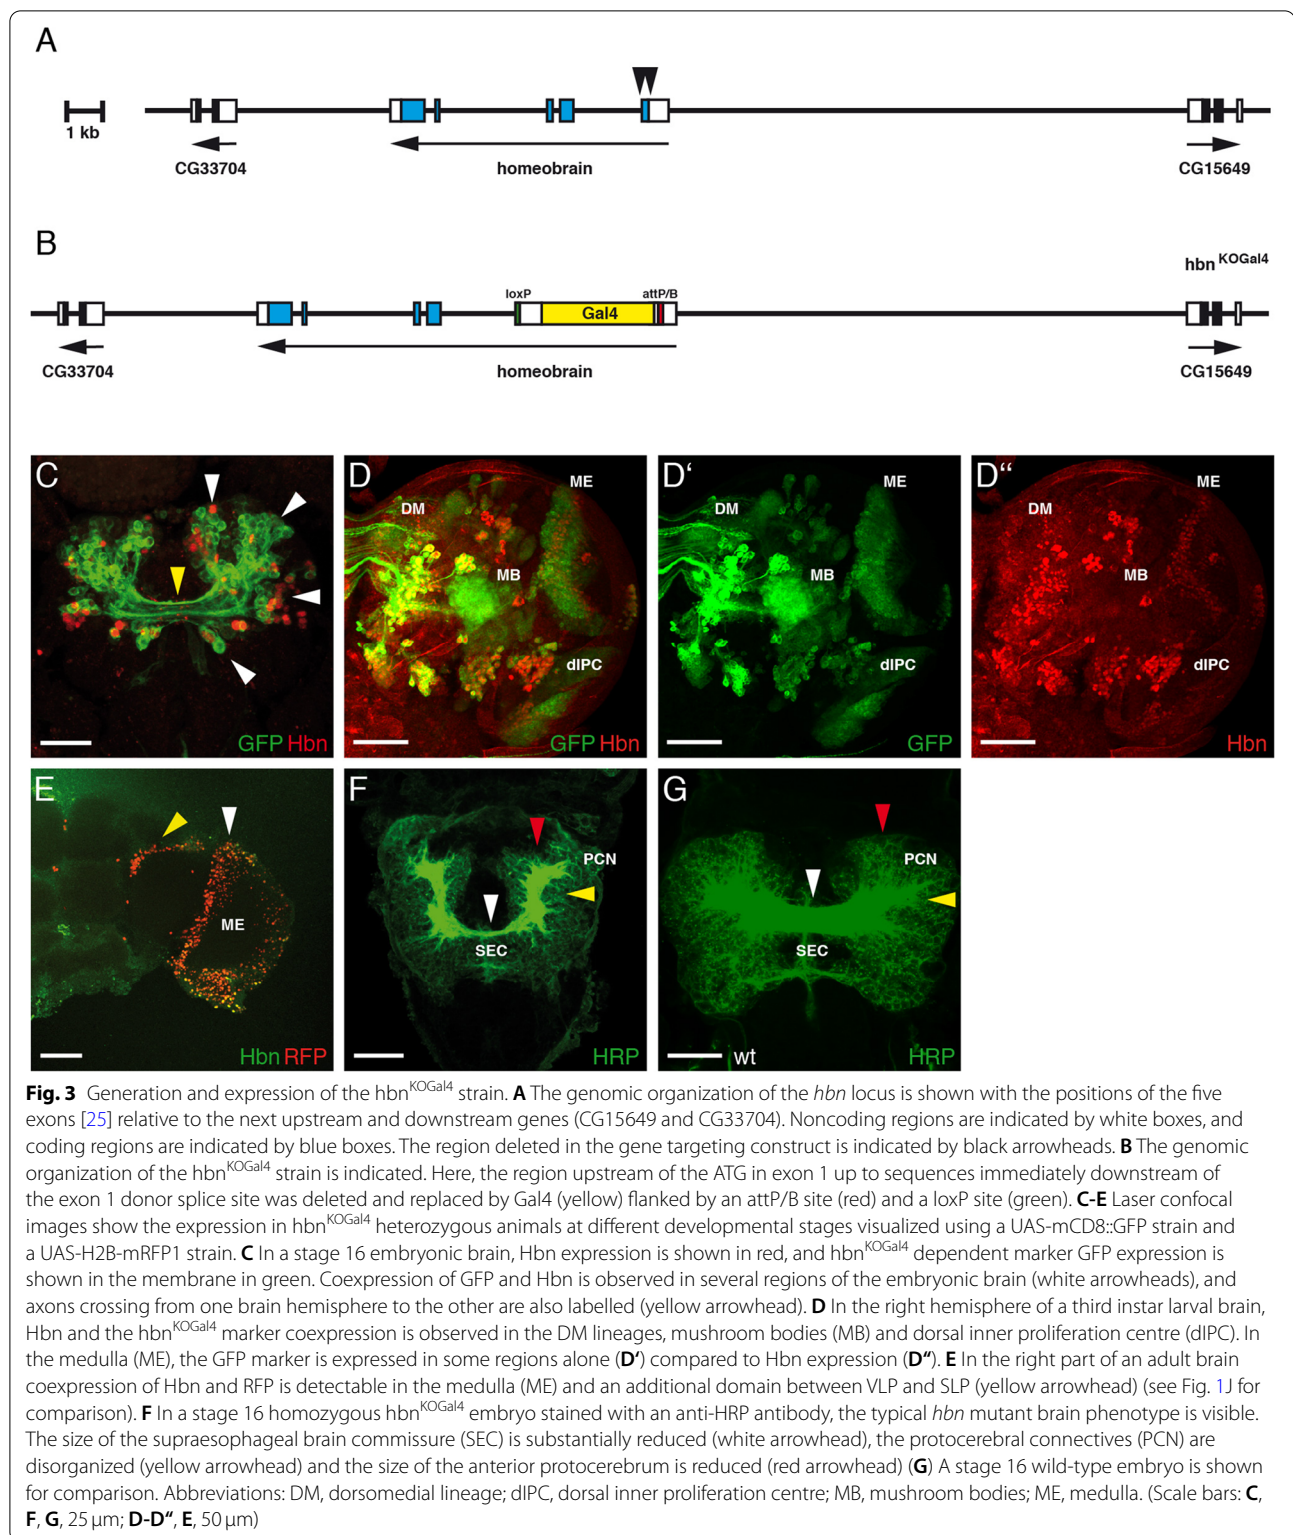 A
1 kb
CG33704
homeobrain
CG15649
B
hbn KOGal4
loxP
Gal4
attP/B
CG33704
homeobrain
CG15649
C
GFP Hbn
D
DM
ME
MB
dIPC
GFP Hbn
D‘
DM
ME
MB
dIPC
GFP
D“
DM
ME
MB
dIPC
Hbn
E
ME
Hbn RFP
F
PCN
SEC
HRP
G
PCN
SEC
wt
HRP
Fig. 3 Generation and expression of the hbnKOGal4 strain. A The genomic organization of the hbn locus is shown with the positions of the five
exons [25] relative to the next upstream and downstream genes (CG15649 and CG33704). Noncoding regions are indicated by white boxes, and
coding regions are indicated by blue boxes. The region deleted in the gene targeting construct is indicated by black arrowheads. B The genomic
organization of the hbnKOGal4 strain is indicated. Here, the region upstream of the ATG in exon 1 up to sequences immediately downstream of
the exon 1 donor splice site was deleted and replaced by Gal4 (yellow) flanked by an attP/B site (red) and a loxP site (green). C-E Laser confocal
images show the expression in hbnKOGal4 heterozygous animals at different developmental stages visualized using a UAS-mCD8::GFP strain and
a UAS-H2B-mRFP1 strain. C In a stage 16 embryonic brain, Hbn expression is shown in red, and hbnKOGal4 dependent marker GFP expression is
shown in the membrane in green. Coexpression of GFP and Hbn is observed in several regions of the embryonic brain (white arrowheads), and
axons crossing from one brain hemisphere to the other are also labelled (yellow arrowhead). D In the right hemisphere of a third instar larval brain,
Hbn and the hbnKOGal4 marker coexpression is observed in the DM lineages, mushroom bodies (MB) and dorsal inner proliferation centre (dIPC). In
the medulla (ME), the GFP marker is expressed in some regions alone (D‘) compared to Hbn expression (D“). E In the right part of an adult brain
coexpression of Hbn and RFP is detectable in the medulla (ME) and an additional domain between VLP and SLP (yellow arrowhead) (see Fig. 1J for
comparison). F In a stage 16 homozygous hbnKOGal4 embryo stained with an anti-HRP antibody, the typical hbn mutant brain phenotype is visible.
The size of the supraesophageal brain commissure (SEC) is substantially reduced (white arrowhead), the protocerebral connectives (PCN) are
disorganized (yellow arrowhead) and the size of the anterior protocerebrum is reduced (red arrowhead) (G) A stage 16 wild-type embryo is shown
for comparison. Abbreviations: DM, dorsomedial lineage; dIPC, dorsal inner proliferation centre; MB, mushroom bodies; ME, medulla. (Scale bars: C,
F, G, 25 µm; D-D“, E, 50 µm)